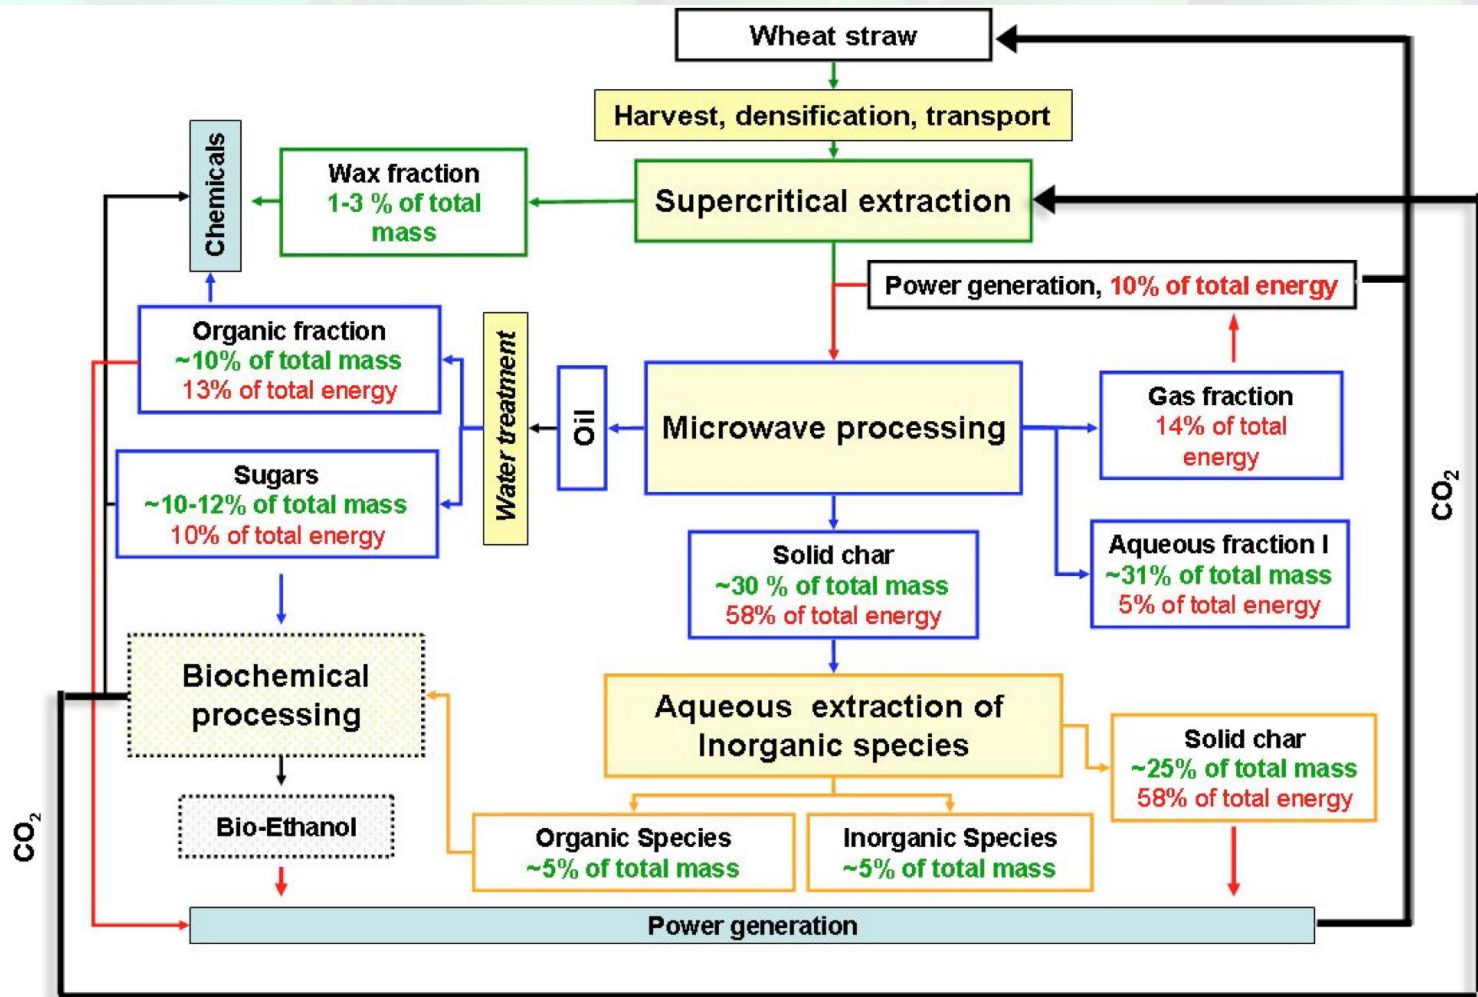 Wheat straw
Harvest, densification, transport
Chemicals
Wax fraction
1-3 % of total
mass
Supercritical extraction
Power generation, 10% of total energy
Organic fraction
~10% of total mass
13% of total energy
Water treatment
Oil
Microwave processing
Gas fraction
14% of total
energy
Sugars
~10-12% of total mass
10% of total energy
CO2
Solid char
~30 % of total mass
58% of total energy
Aqueous fraction I
~31% of total mass
5% of total energy
Biochemical
processing
Aqueous extraction of
Inorganic species
Solid char
~25% of total mass
58% of total energy
Bio-Ethanol
CO2
Organic Species
~5% of total mass
Inorganic Species
~5% of total mass
Power generation